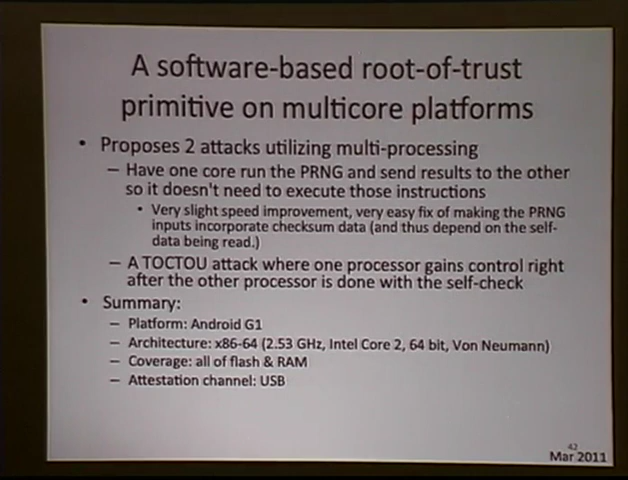 A software-based root-of-trust
primitive on multicore platforms
• Proposes 2 attacks utilizing multi-processing
– Have one core run the PRNG and send results to the other
so it doesn't need to execute those instructions
• Very slight speed improvement, very easy fix of making the PRNG
inputs incorporate checksum data (and thus depend on the self-
data being read.)
– A TOCTOU attack where one processor gains control right
after the other processor is done with the self-check
• Summary:
– Platform: Android G1
– Architecture: x86-64 (2.53 GHz, Intel Core 2, 64 bit, Von Neumann)
– Coverage: all of flash & RAM
– Attestation channel: USB
42
Mar 2011